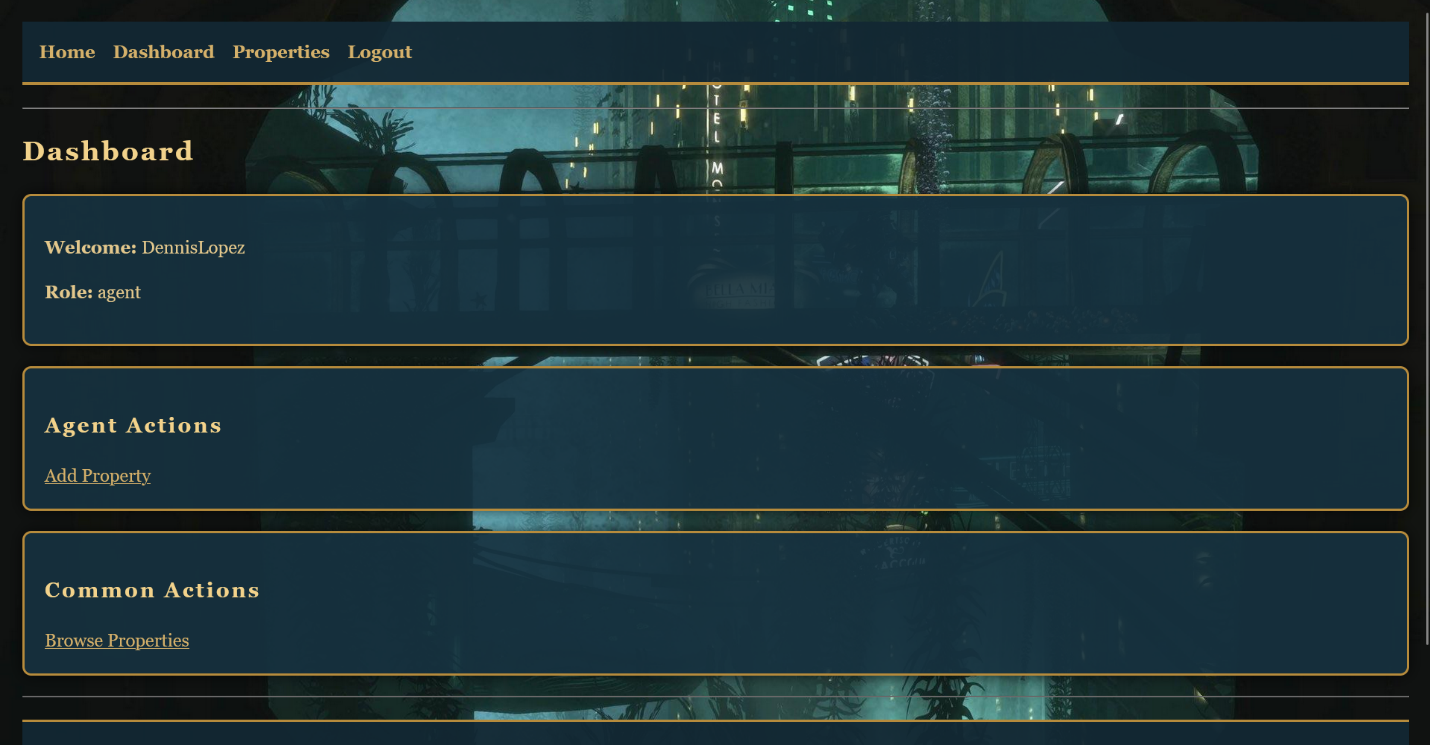 Home Dashboard Properties Logout
Dashboard
Welcome: DennisLopez
Role: agent
Agent Actions
Add Property
Common Actions
Browse Properties